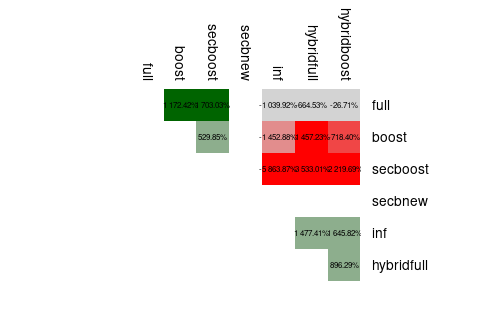 full
boost
secboost
secbnew
inf
hybridfull
hybridboost
1 172.42% 703.03% -1 039.92% -664.53% -26.71% full
529.85% -1 452.88% 457.23% -718.40% boost
533.01% secboost
secbnew
1 477.41% 1 645.82% inf
896.29% hybridfull